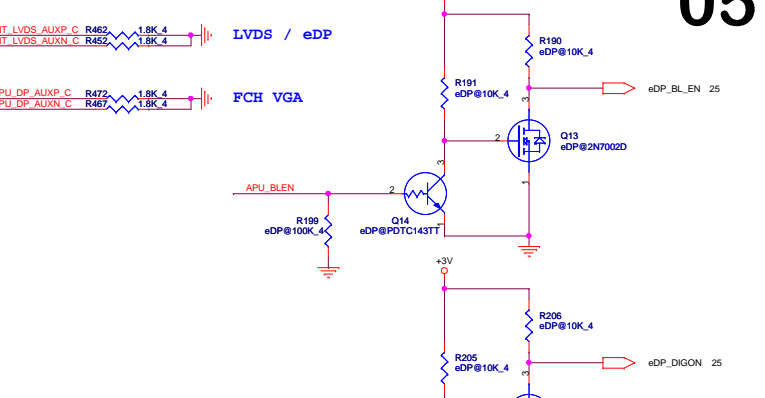 05
NT_LVDS_AUXP_C R462 1.8K_4
NT_LVDS_AUXN_C R452 1.8K_4
LVDS / eDP
PU_DP_AUXP_C R472 1.8K_4
PU_DP_AUXN_C R467 1.8K_4
FCH VGA
R190
eDP@10K_4
R191
eDP@10K_4
eDP_BL_EN 25
3
2
Q13
eDP@2N7002D
1
3
APU_BLEN
2
R199
eDP@100K_4
Q14
eDP@PDTC143TT
1
+3V
R206
eDP@10K_4
R205
eDP@10K_4
eDP_DIGON 25
3